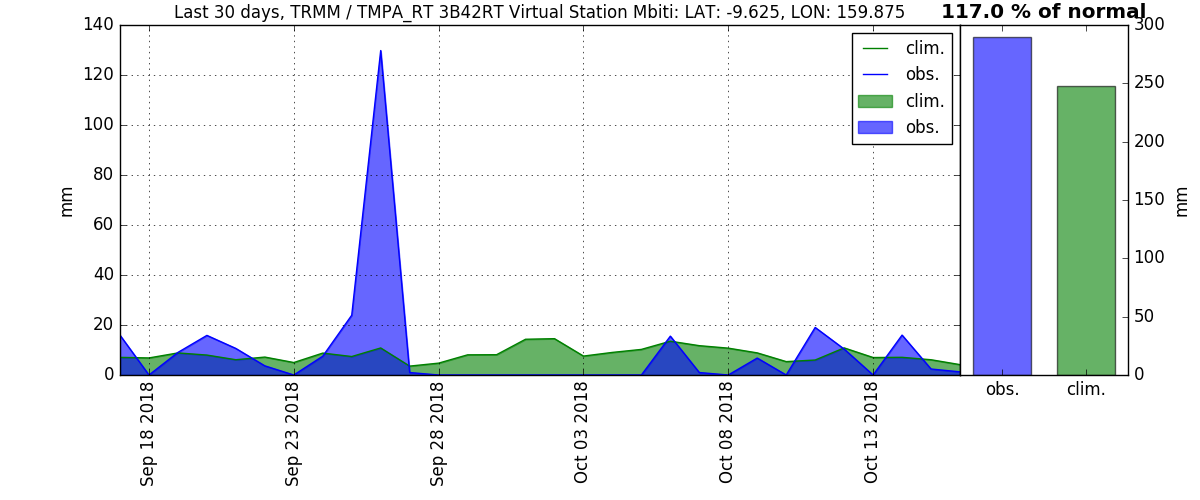 Last 30 days, TRMM / TMPA_RT 3B42RT Virtual Station Mbiti: LAT: -9.625, LON: 159.875
117.0 % of normal
140
120
100
80
60
40
20
0
mm
clim.
obs.
clim.
obs.
Sep 18 2018
Sep 23 2018
Sep 28 2018
Oct 03 2018
Oct 08 2018
Oct 13 2018
300
250
200
150
100
50
0
mm
obs.
clim.